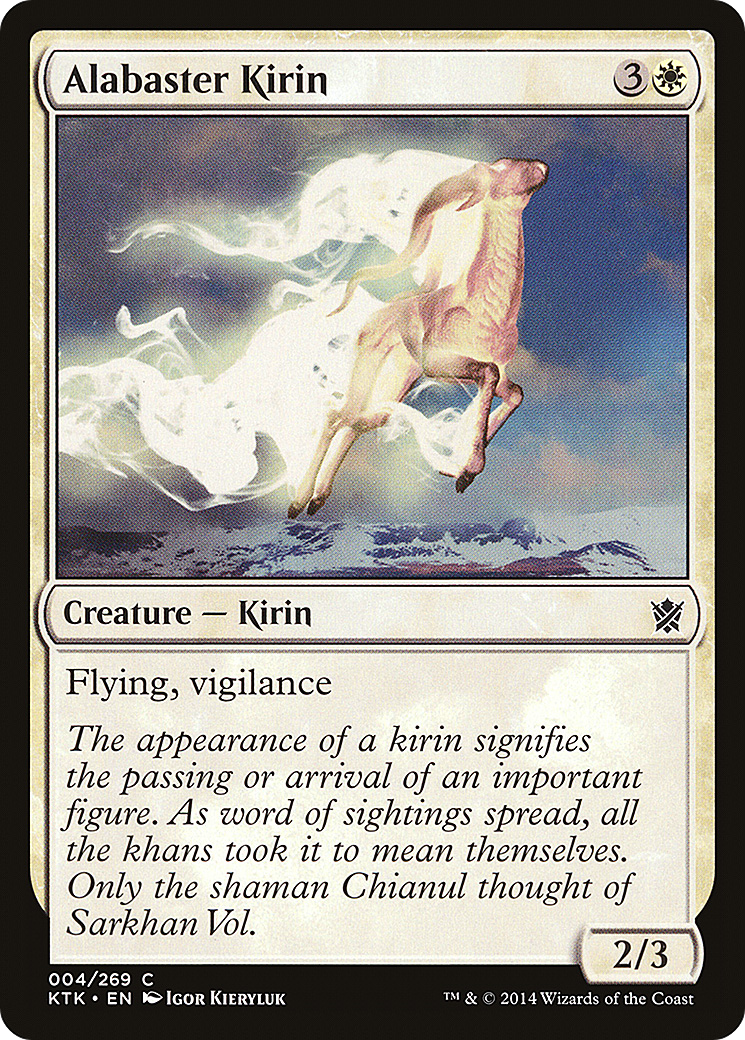 Alabaster Kirin 3
Creature — Kirin
Flying, vigilance
The appearance of a kirin signifies
the passing or arrival of an important
figure. As word of sightings spread, all
the khans took it to mean themselves.
Only the shaman Chianul thought of
Sarkhan Vol.
2/3
004/269 C
KTK • EN Igor Kieryluk
™ & © 2014 Wizards of the Coast